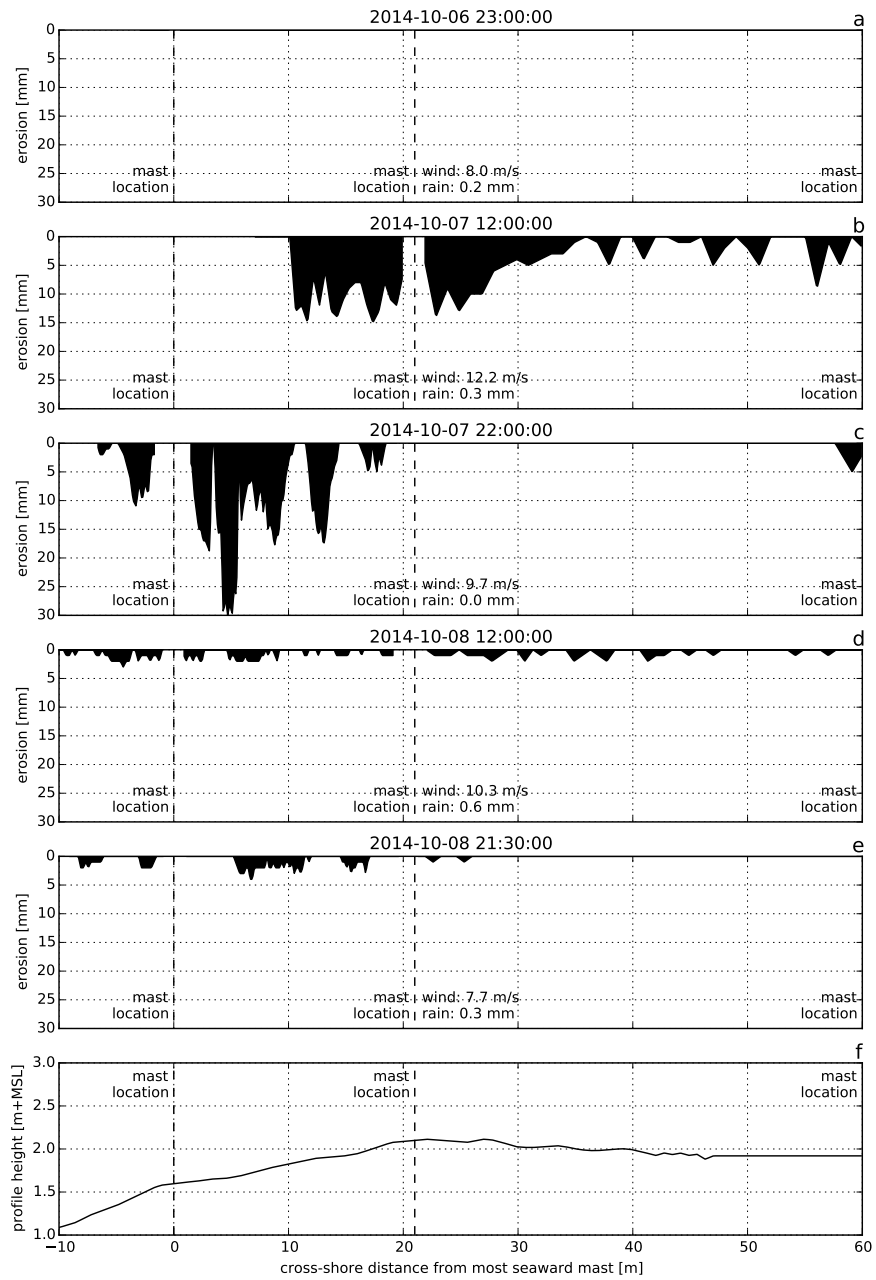 2014-10-06 23:00:00
a
0
5
10
15
20
25
30
erosion [mm]
mast
location
mast
location
wind: 8.0 m/s
rain: 0.2 mm
mast
location
2014-10-07 12:00:00
b
0
5
10
15
20
25
30
erosion [mm]
mast
location
mast
location
wind: 12.2 m/s
rain: 0.3 mm
mast
location
2014-10-07 22:00:00
c
0
5
10
15
20
25
30
erosion [mm]
mast
location
mast
location
wind: 9.7 m/s
rain: 0.0 mm
mast
location
2014-10-08 12:00:00
d
0
5
10
15
20
25
30
erosion [mm]
mast
location
mast
location
wind: 10.3 m/s
rain: 0.6 mm
mast
location
2014-10-08 21:30:00
e
0
5
10
15
20
25
30
erosion [mm]
mast
location
mast
location
wind: 7.7 m/s
rain: 0.3 mm
mast
location
f
3.0
2.5
2.0
1.5
1.0
profile height [m+MSL]
mast
location
mast
location
mast
location
−10 0 10 20 30 40 50 60
cross-shore distance from most seaward mast [m]